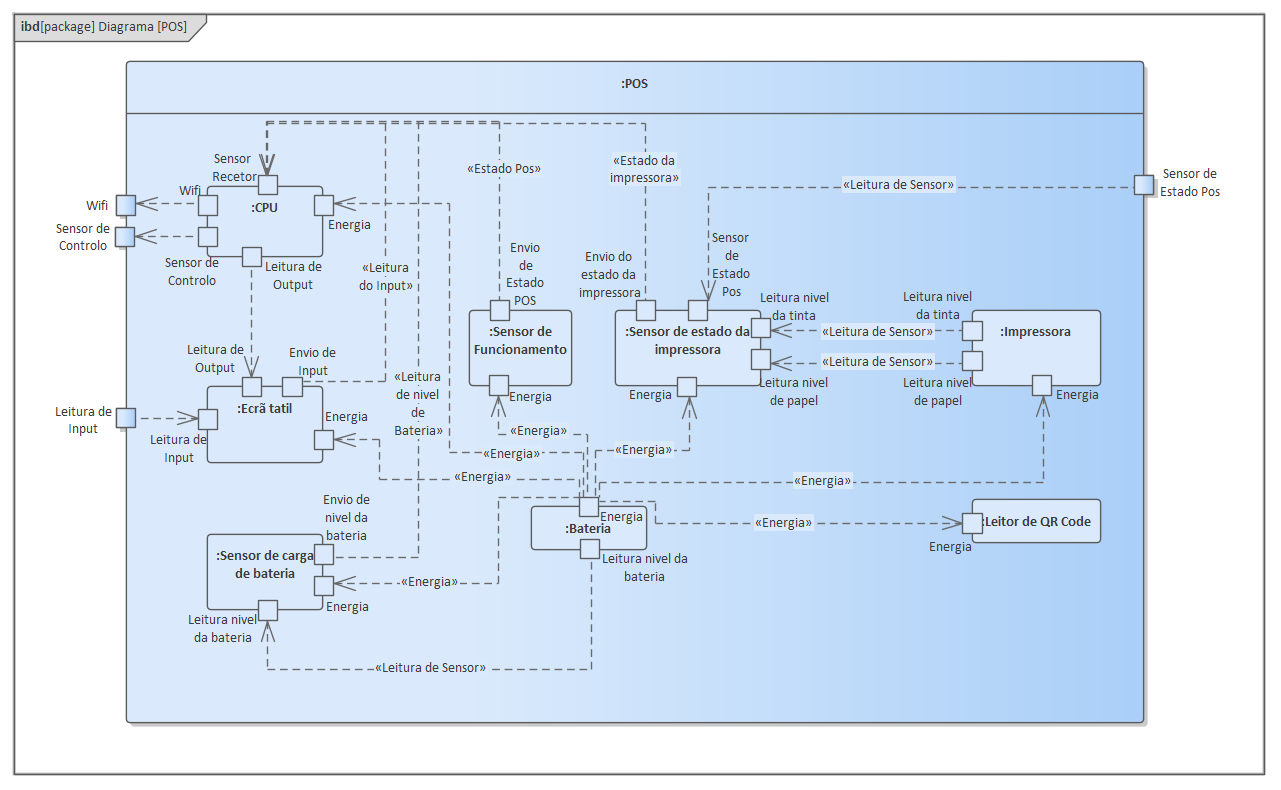 ibd[package] Diagrama [POS]
:POS
Sensor
Recetor
Wifi
:CPU
Wifi
Energia
Sensor de
Controlo
Sensor de
Controlo
Leitura de
Output
«Leitura
do Input»
«Estado Pos»
«Estado da
impressora»
«Leitura de Sensor»
Sensor de
Estado Pos
Envio
de
Estado
POS
Envio do
estado da
impressora
Sensor
de
Estado
Pos
Leitura nivel
da tinta
Leitura nivel
da tinta
:Sensor de
Funcionamento
:Sensor de estado da
impressora
«Leitura de Sensor»
:Impressora
«Leitura de Sensor»
Leitura nivel
de papel
Leitura nivel
de papel
Energia
Energia
Energia
Leitura de
Output
Envio de
Input
:Ecrã tatil
Energia
Leitura de
Input
Leitura de
Input
«Leitura
de nivel
de
Bateria»
«Energia»
«Energia»
«Energia»
«Energia»
«Energia»
Envio de
nivel da
bateria
Energia
:Bateria
«Energia»
:Leitor de QR Code
Energia
:Sensor de carga
de bateria
Leitura nivel da
bateria
«Energia»
Energia
Leitura nivel
da bateria
«Leitura de Sensor»